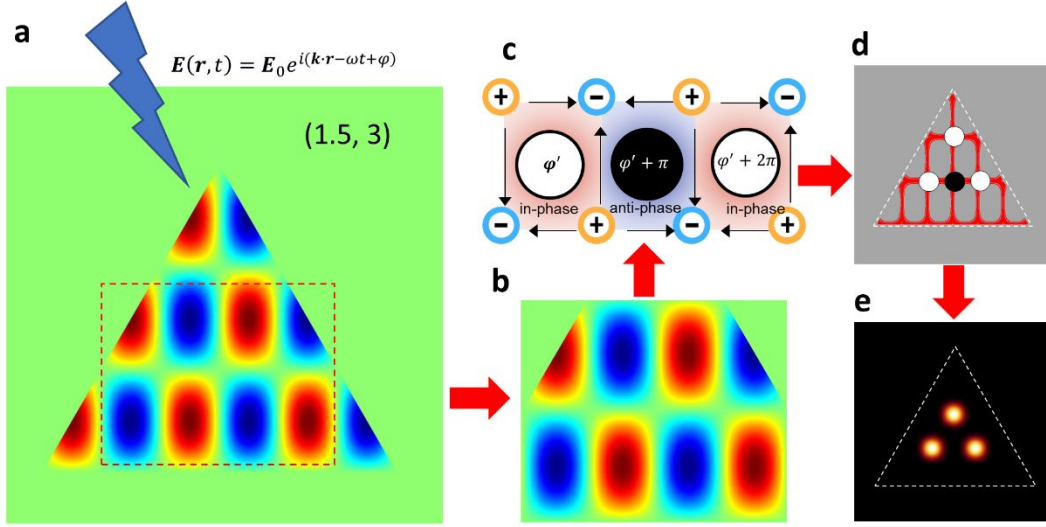 a
E(r, t) = E₀e^{i(k·r−ωt+φ)}
(1.5, 3)
b
c
+ − + −
φ′ φ′ + π φ′ + 2π
in-phase anti-phase in-phase
− + − +
d
e